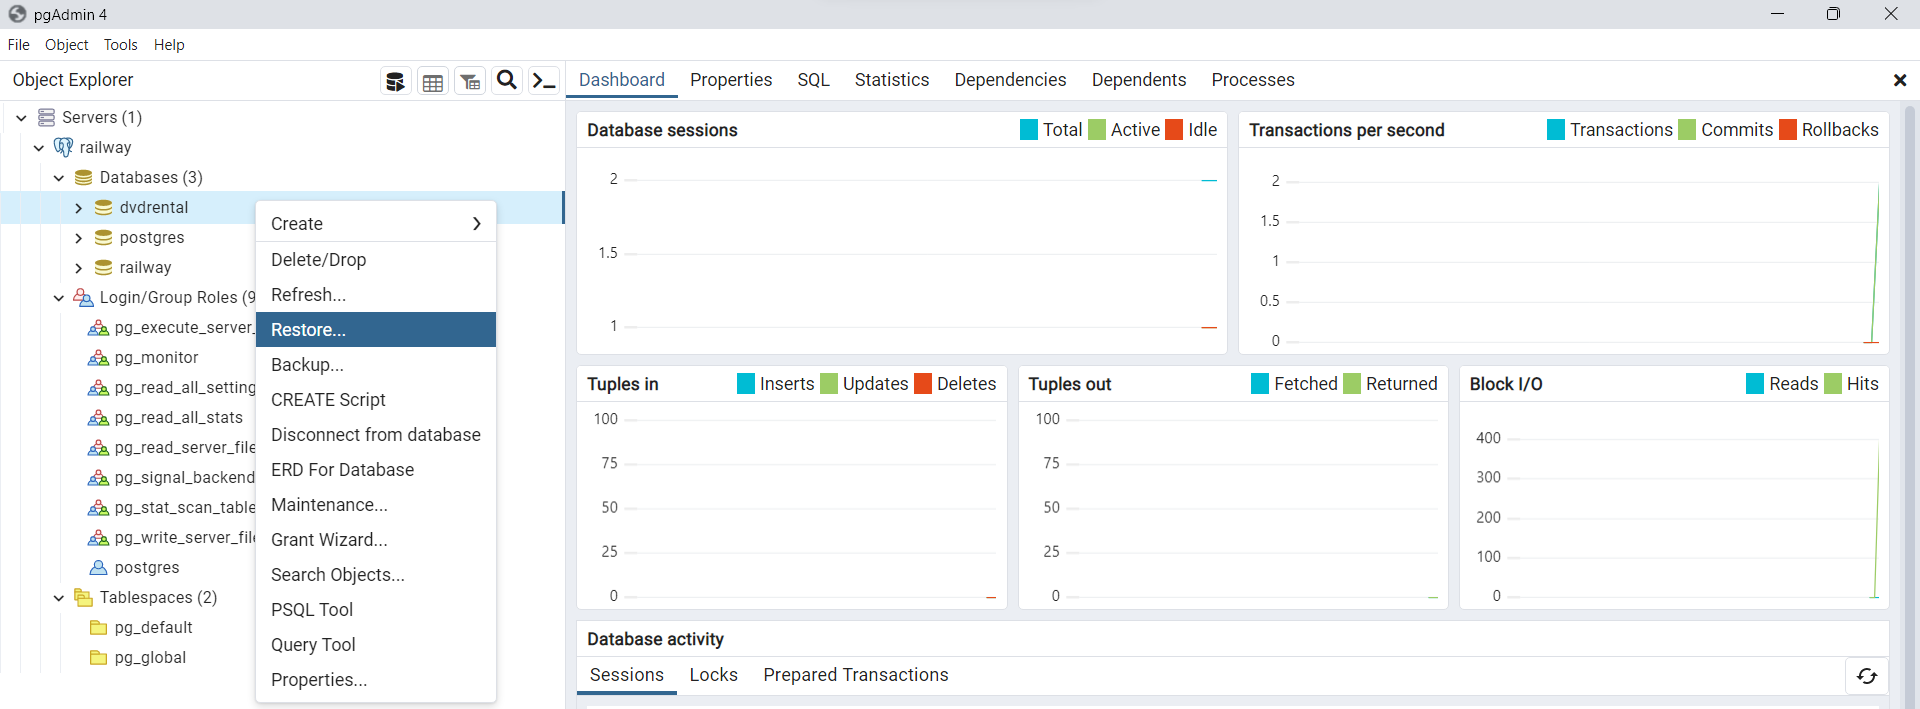 pgAdmin 4
File Object Tools Help
Object Explorer
Dashboard Properties SQL Statistics Dependencies Dependents Processes
Servers (1)
railway
Databases (3)
dvdrental
postgres
railway
Login/Group Roles (9
pg_execute_server_
pg_monitor
pg_read_all_setting
pg_read_all_stats
pg_read_server_file
pg_signal_backend
pg_stat_scan_table
pg_write_server_file
postgres
Tablespaces (2)
pg_default
pg_global
Create
Delete/Drop
Refresh...
Restore...
Backup...
CREATE Script
Disconnect from database
ERD For Database
Maintenance...
Grant Wizard...
Search Objects...
PSQL Tool
Query Tool
Properties...
Database sessions Total Active Idle
2
1.5
1
Transactions per second Transactions Commits Rollbacks
2
1.5
1
0.5
0
Tuples in Inserts Updates Deletes
100
75
50
25
0
Tuples out Fetched Returned
100
75
50
25
0
Block I/O Reads Hits
400
300
200
100
0
Database activity
Sessions Locks Prepared Transactions